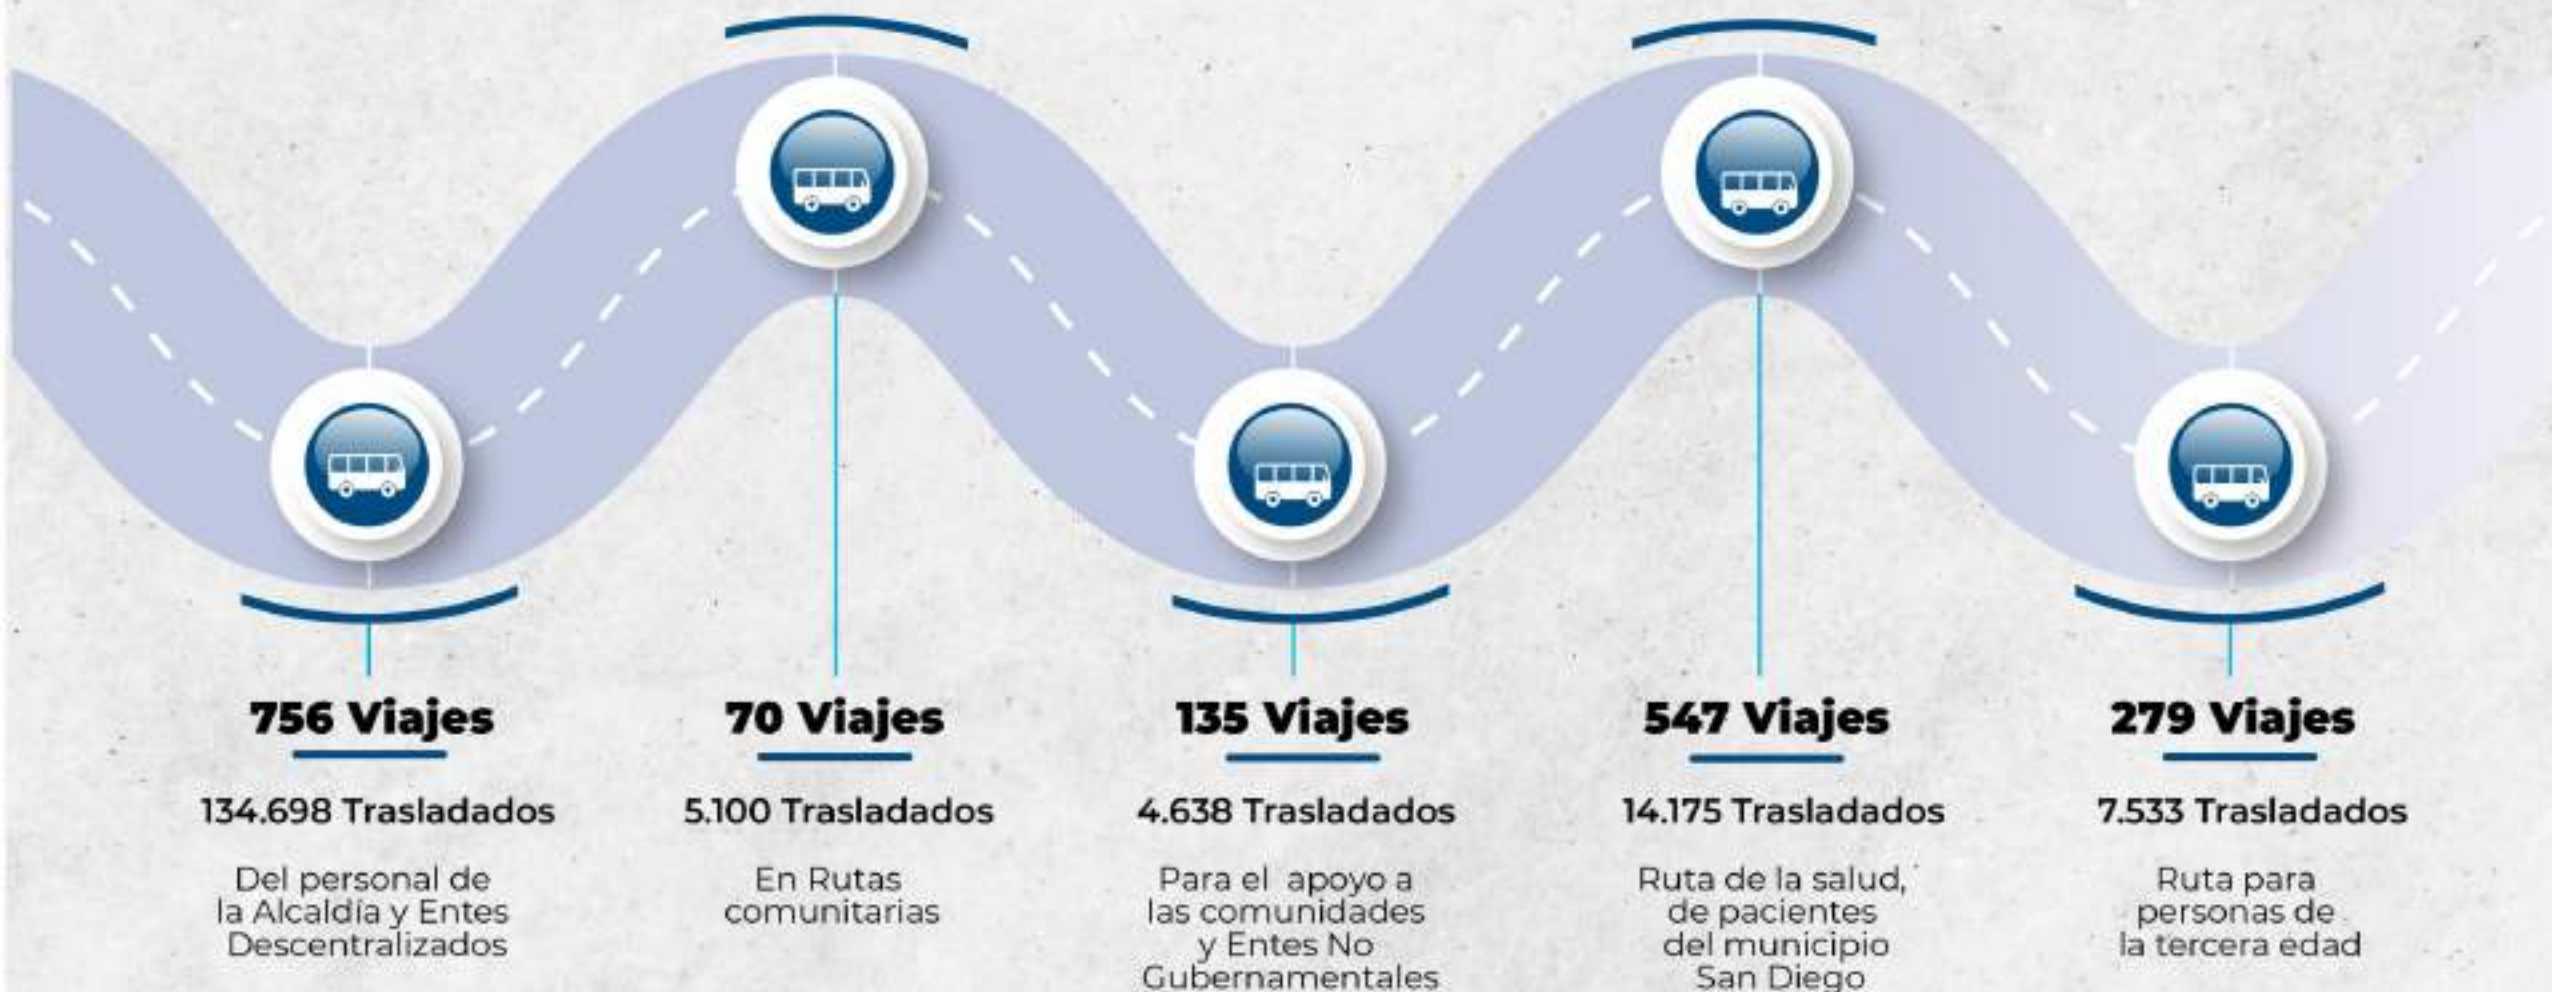 756 Viajes
134.698 Trasladados
Del personal de
la Alcaldía y Entes
Descentralizados
70 Viajes
5.100 Trasladados
En Rutas
comunitarias
135 Viajes
4.638 Trasladados
Para el apoyo a
las comunidades
y Entes No
Gubernamentales
547 Viajes
14.175 Trasladados
Ruta de la salud,
de pacientes
del municipio
San Diego
279 Viajes
7.533 Trasladados
Ruta para
personas de
la tercera edad